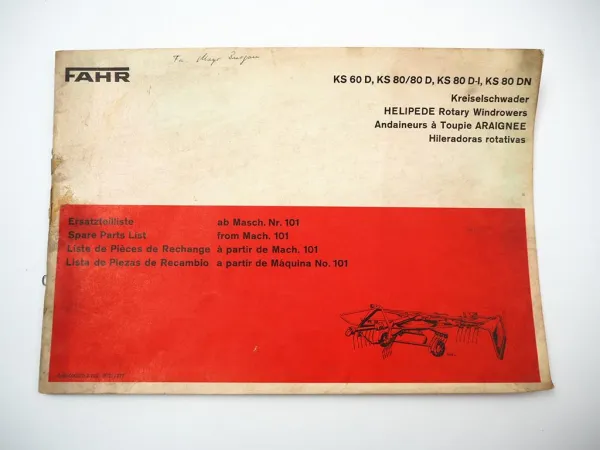 FAHR
KS 60 D, KS 80/80 D, KS 80 D-I, KS 80 DN
Kreiselschwader
HELIPEDE Rotary Windrowers
Andaineurs à Toupie ARAIGNEE
Hileradoras rotativas
Ersatzteilliste ab Masch. Nr. 101
Spare Parts List from Mach. 101
Liste de Pièces de Rechange à partir de Mach. 101
Lista de Piezas de Recambio a partir de Máquina No. 101